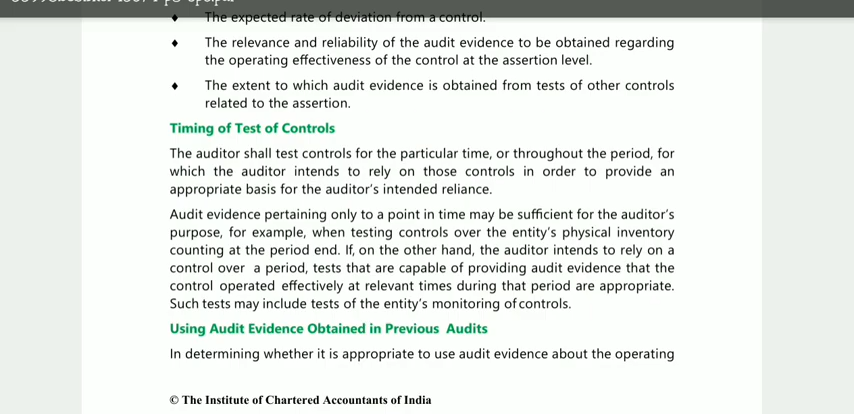 ♦ The expected rate of deviation from a control.
♦ The relevance and reliability of the audit evidence to be obtained regarding
the operating effectiveness of the control at the assertion level.
♦ The extent to which audit evidence is obtained from tests of other controls
related to the assertion.
Timing of Test of Controls
The auditor shall test controls for the particular time, or throughout the period, for
which the auditor intends to rely on those controls in order to provide an
appropriate basis for the auditor's intended reliance.
Audit evidence pertaining only to a point in time may be sufficient for the auditor's
purpose, for example, when testing controls over the entity's physical inventory
counting at the period end. If, on the other hand, the auditor intends to rely on a
control over a period, tests that are capable of providing audit evidence that the
control operated effectively at relevant times during that period are appropriate.
Such tests may include tests of the entity's monitoring of controls.
Using Audit Evidence Obtained in Previous Audits
In determining whether it is appropriate to use audit evidence about the operating
© The Institute of Chartered Accountants of India